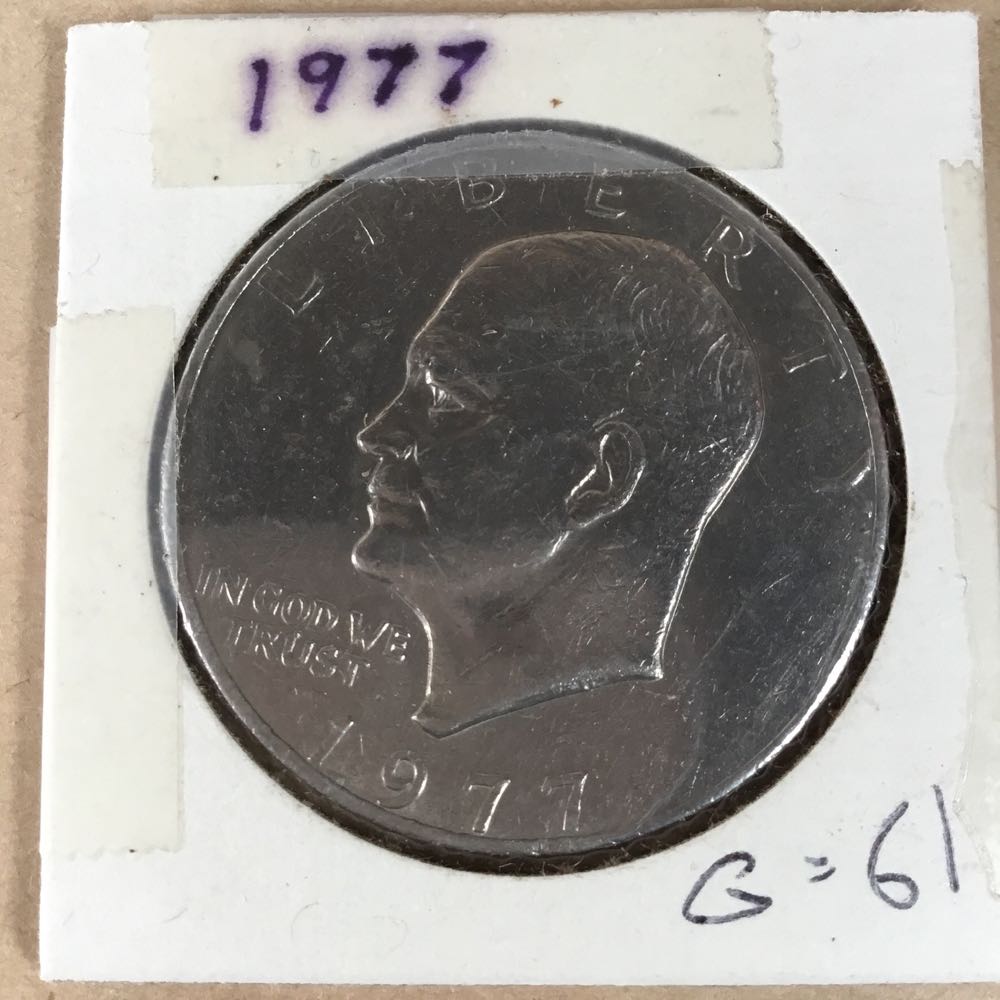 1977
LIBERTY
IN GOD WE
TRUST
1977
G=61